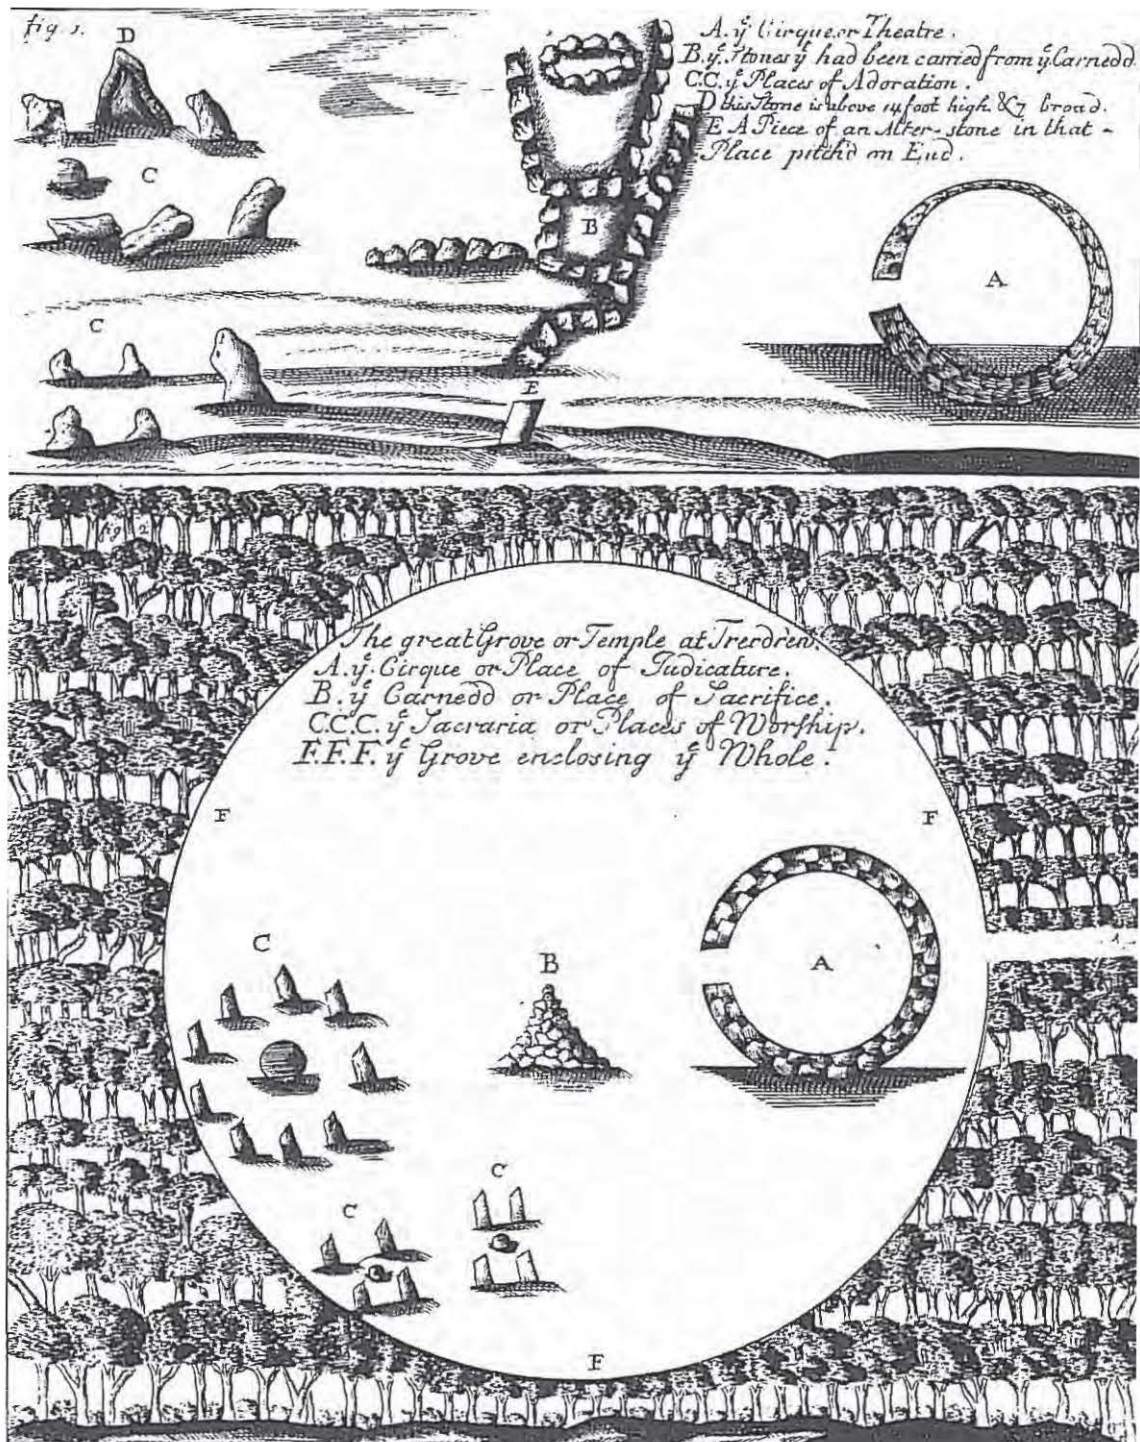 fig. 1.
A. yᵉ Cirque or Theatre.
B. yᵉ Stones yᵗ had been carried from yᵉ Carnedd.
C.C. yᵉ Places of Adoration.
D this Stone is above 14 foot high. & 7 broad.
E A Piece of an Alter-stone in that -
Place pitch'd on End.
D
C
B
A
C
E
fig. 2
The great Grove or Temple at Trerdrew.
A. yᵉ Cirque or Place of Judicature.
B. yᵉ Carnedd or Place of Sacrifice.
C.C.C. yᵉ Sacraria or Places of Worship.
F.F.F. yᵉ Grove enclosing yᵉ Whole.
F
F
C
B
A
C
C
F